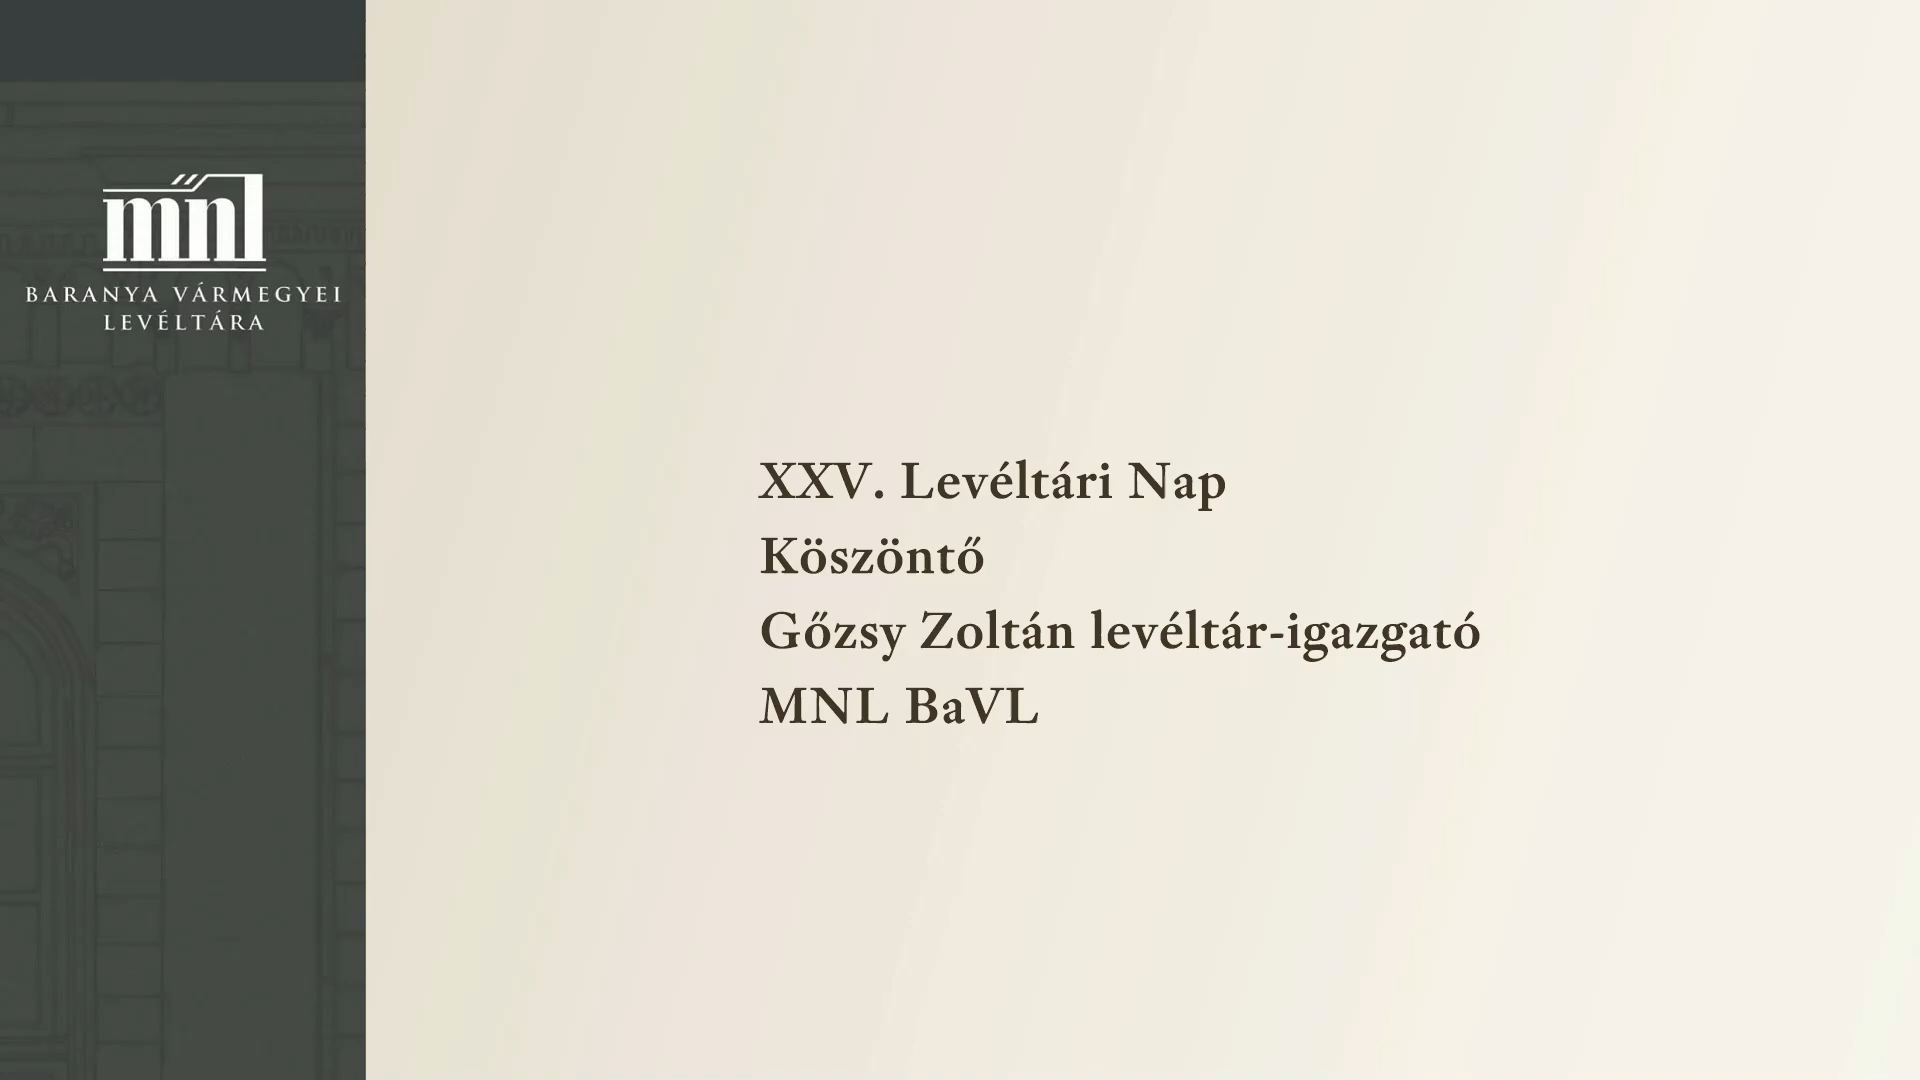 mnl
BARANYA VÁRMEGYEI
LEVÉLTÁRA
XXV. Levéltári Nap
Köszöntő
Gőzsy Zoltán levéltár-igazgató
MNL BaVL